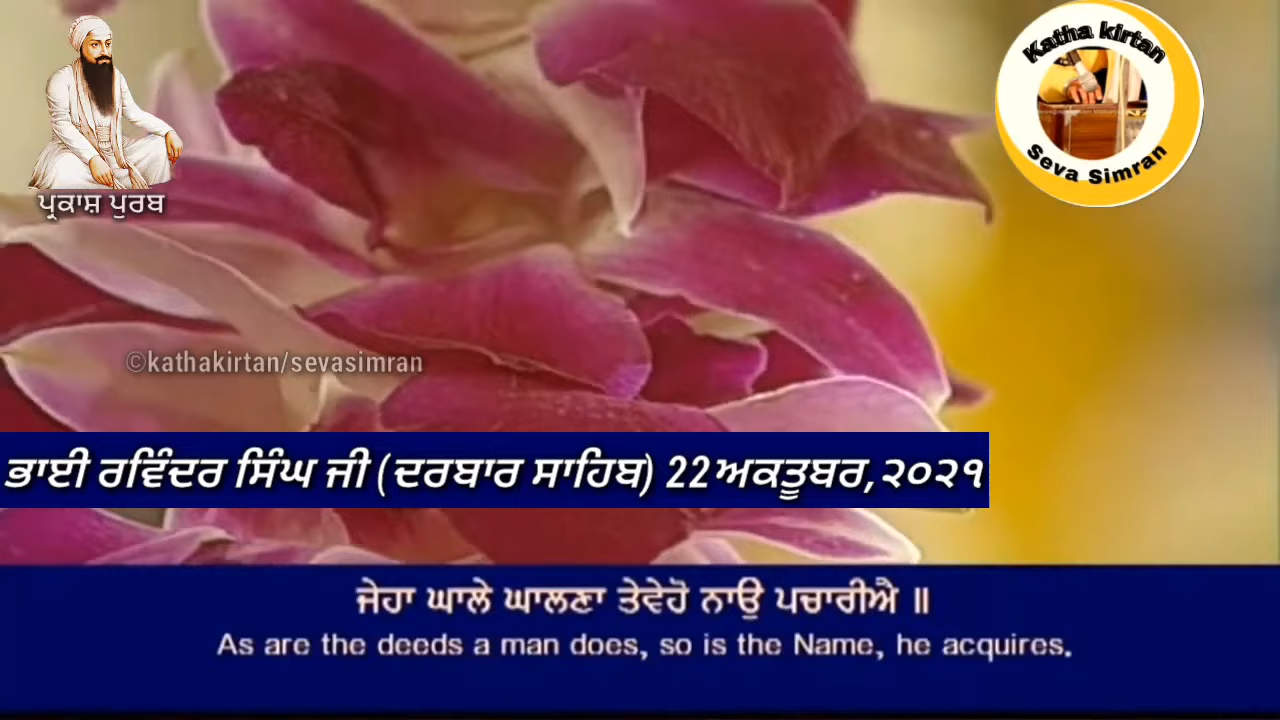 Katha kirtan
Seva Simran
ਪ੍ਰਕਾਸ਼ ਪੁਰਬ
©kathakirtan/sevasimran
ਭਾਈ ਰਵਿੰਦਰ ਸਿੰਘ ਜੀ (ਦਰਬਾਰ ਸਾਹਿਬ) 22ਅਕਤੂਬਰ,੨੦੨੧
ਜੇਹਾ ਘਾਲੇ ਘਾਲਣਾ ਤੇਵੇਹੋ ਨਾਉ ਪਚਾਰੀਐ ॥
As are the deeds a man does, so is the Name, he acquires.